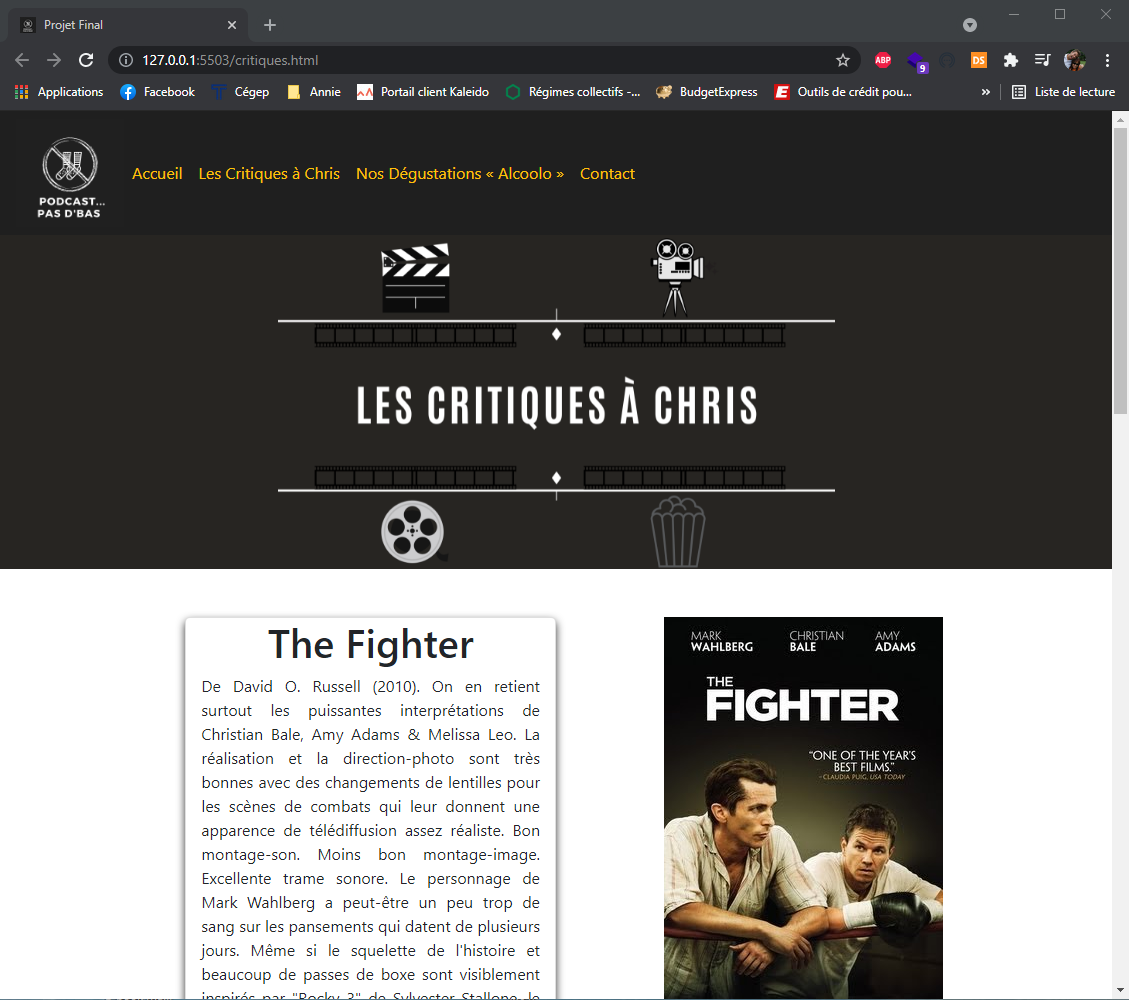 Projet Final
127.0.0.1:5503/critiques.html
ABP
9
DS
Applications
Facebook
Cégep
Annie
Portail client Kaleido
Régimes collectifs -...
BudgetExpress
Outils de crédit pou...
»
Liste de lecture
PODCAST...
PAS D'BAS
Accueil
Les Critiques à Chris
Nos Dégustations « Alcoolo »
Contact
LES CRITIQUES À CHRIS
The Fighter
De David O. Russell (2010). On en retient
surtout les puissantes interprétations de
Christian Bale, Amy Adams & Melissa Leo. La
réalisation et la direction-photo sont très
bonnes avec des changements de lentilles pour
les scènes de combats qui leur donnent une
apparence de télédiffusion assez réaliste. Bon
montage-son. Moins bon montage-image.
Excellente trame sonore. Le personnage de
Mark Wahlberg a peut-être un peu trop de
sang sur les pansements qui datent de plusieurs
jours. Même si le squelette de l'histoire et
beaucoup de passes de boxe sont visiblement
inspirés par "Rocky 3" de Sylvester Stallone, le
MARK
WAHLBERG
CHRISTIAN
BALE
AMY
ADAMS
THE
FIGHTER
"ONE OF THE YEAR'S
BEST FILMS."
-CLAUDIA PUIG, USA TODAY